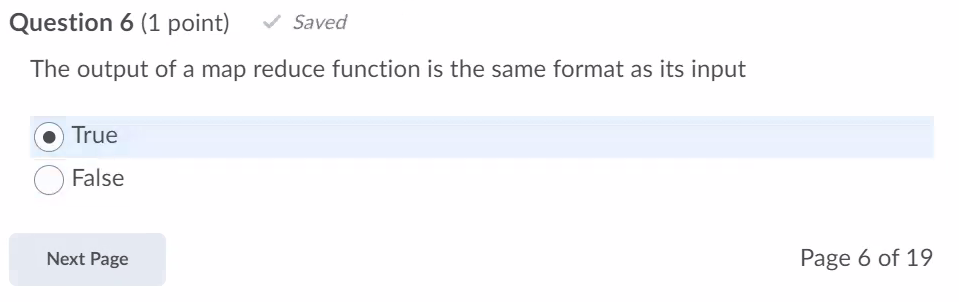 Question 6 (1 point) ✓ Saved
The output of a map reduce function is the same format as its input
True
False
Next Page Page 6 of 19